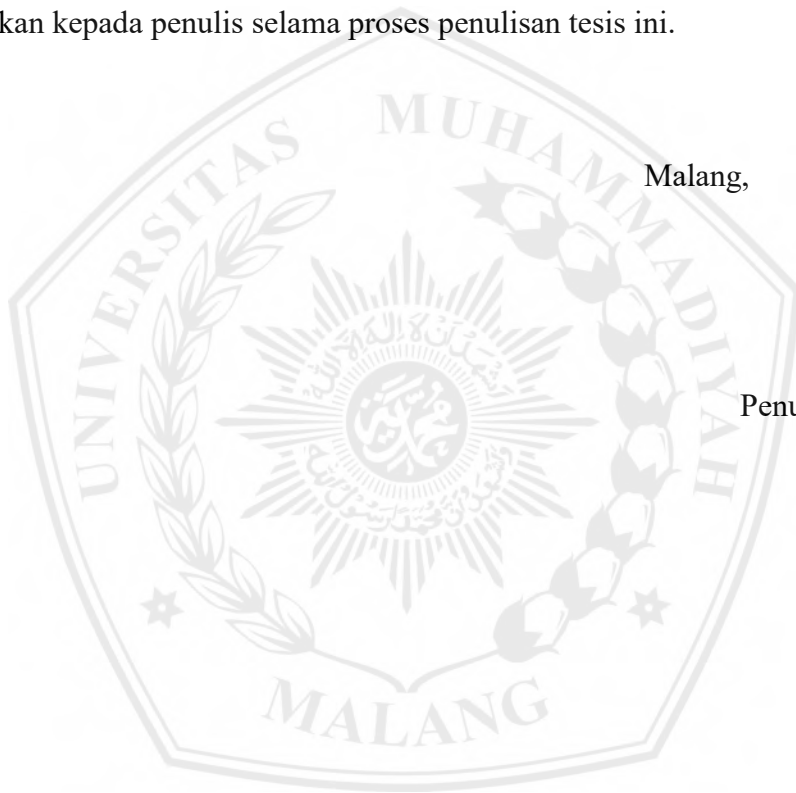 kan kepada penulis selama proses penulisan tesis ini.
Malang,
Penu
UNIVERSITAS MUHAMMADIYAH
MALANG